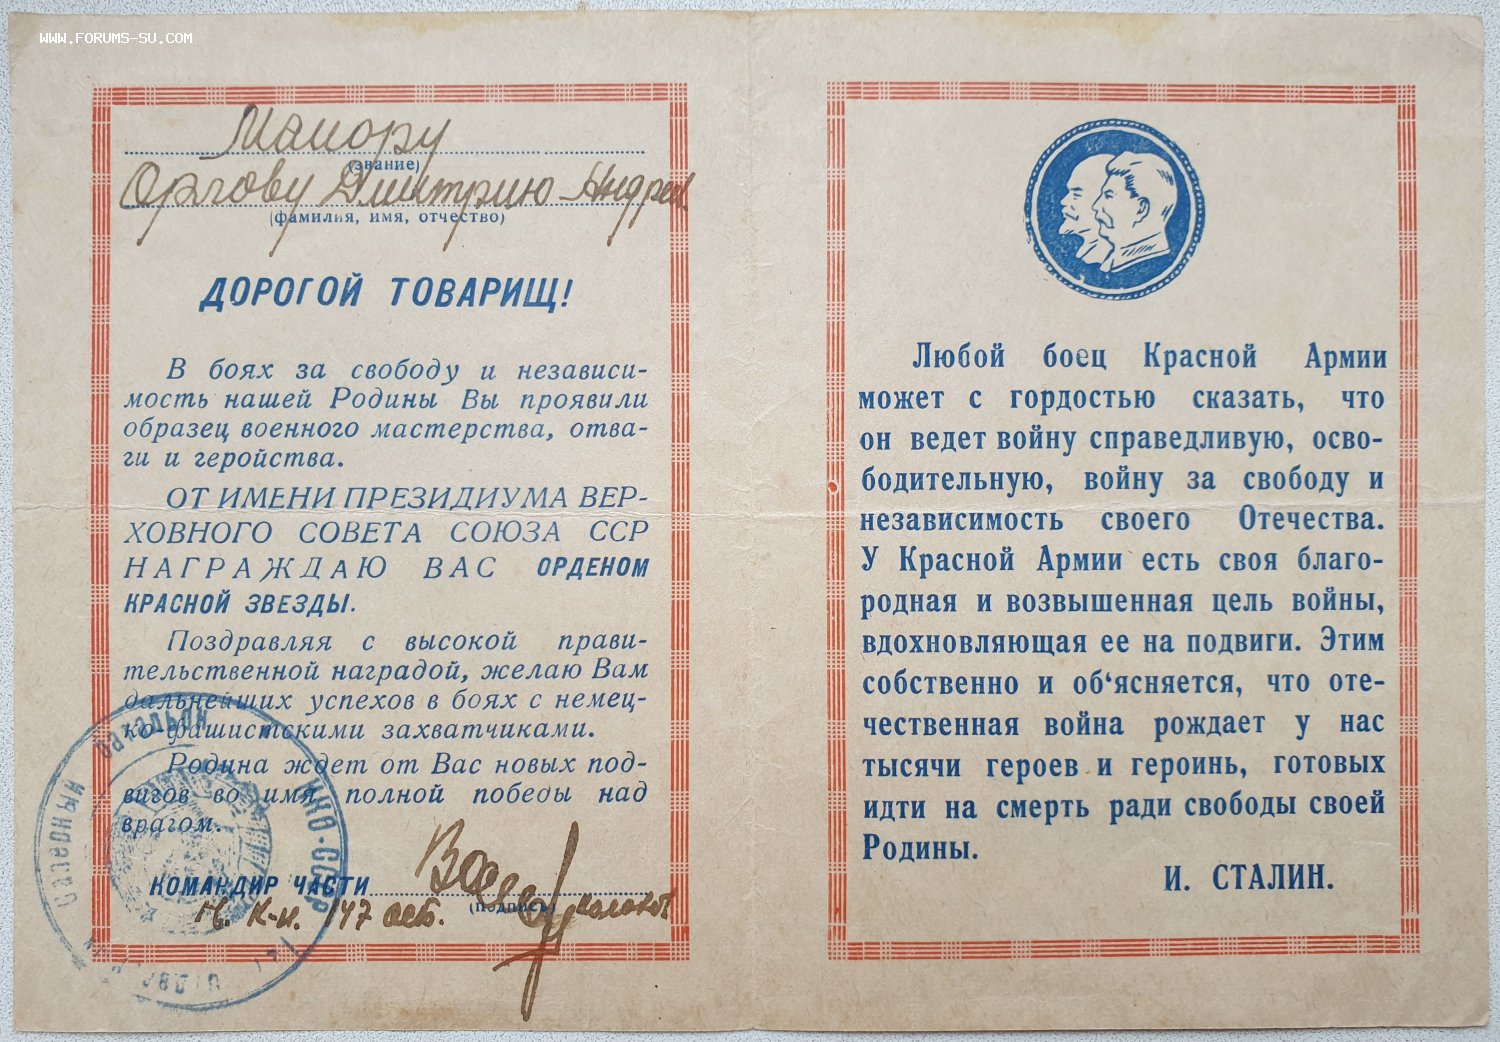 WWW.FORUMS-SU.COM
Майору
(звание)
Орлову Дмитрию Андреев.
(фамилия, имя, отчество)
ДОРОГОЙ ТОВАРИЩ!
В боях за свободу и независи-
мость нашей Родины Вы проявили
образец военного мастерства, отва-
ги и геройства.
ОТ ИМЕНИ ПРЕЗИДИУМА ВЕР-
ХОВНОГО СОВЕТА СОЮЗА ССР
НАГРАЖДАЮ ВАС ОРДЕНОМ
КРАСНОЙ ЗВЕЗДЫ.
Поздравляя с высокой прави-
тельственной наградой, желаю Вам
дальнейших успехов в боях с немец-
ко-фашистскими захватчиками.
Родина ждет от Вас новых под-
вигов во имя полной победы над
врагом.
КОМАНДИР ЧАСТИ
(подпись)
147
батальон
НКО-СССР
Любой боец Красной Армии
может с гордостью сказать, что
он ведет войну справедливую, осво-
бодительную, войну за свободу и
независимость своего Отечества.
У Красной Армии есть своя благо-
родная и возвышенная цель войны,
вдохновляющая ее на подвиги. Этим
собственно и об‘ясняется, что оте-
чественная война рождает у нас
тысячи героев и героинь, готовых
идти на смерть ради свободы своей
Родины.
И. СТАЛИН.